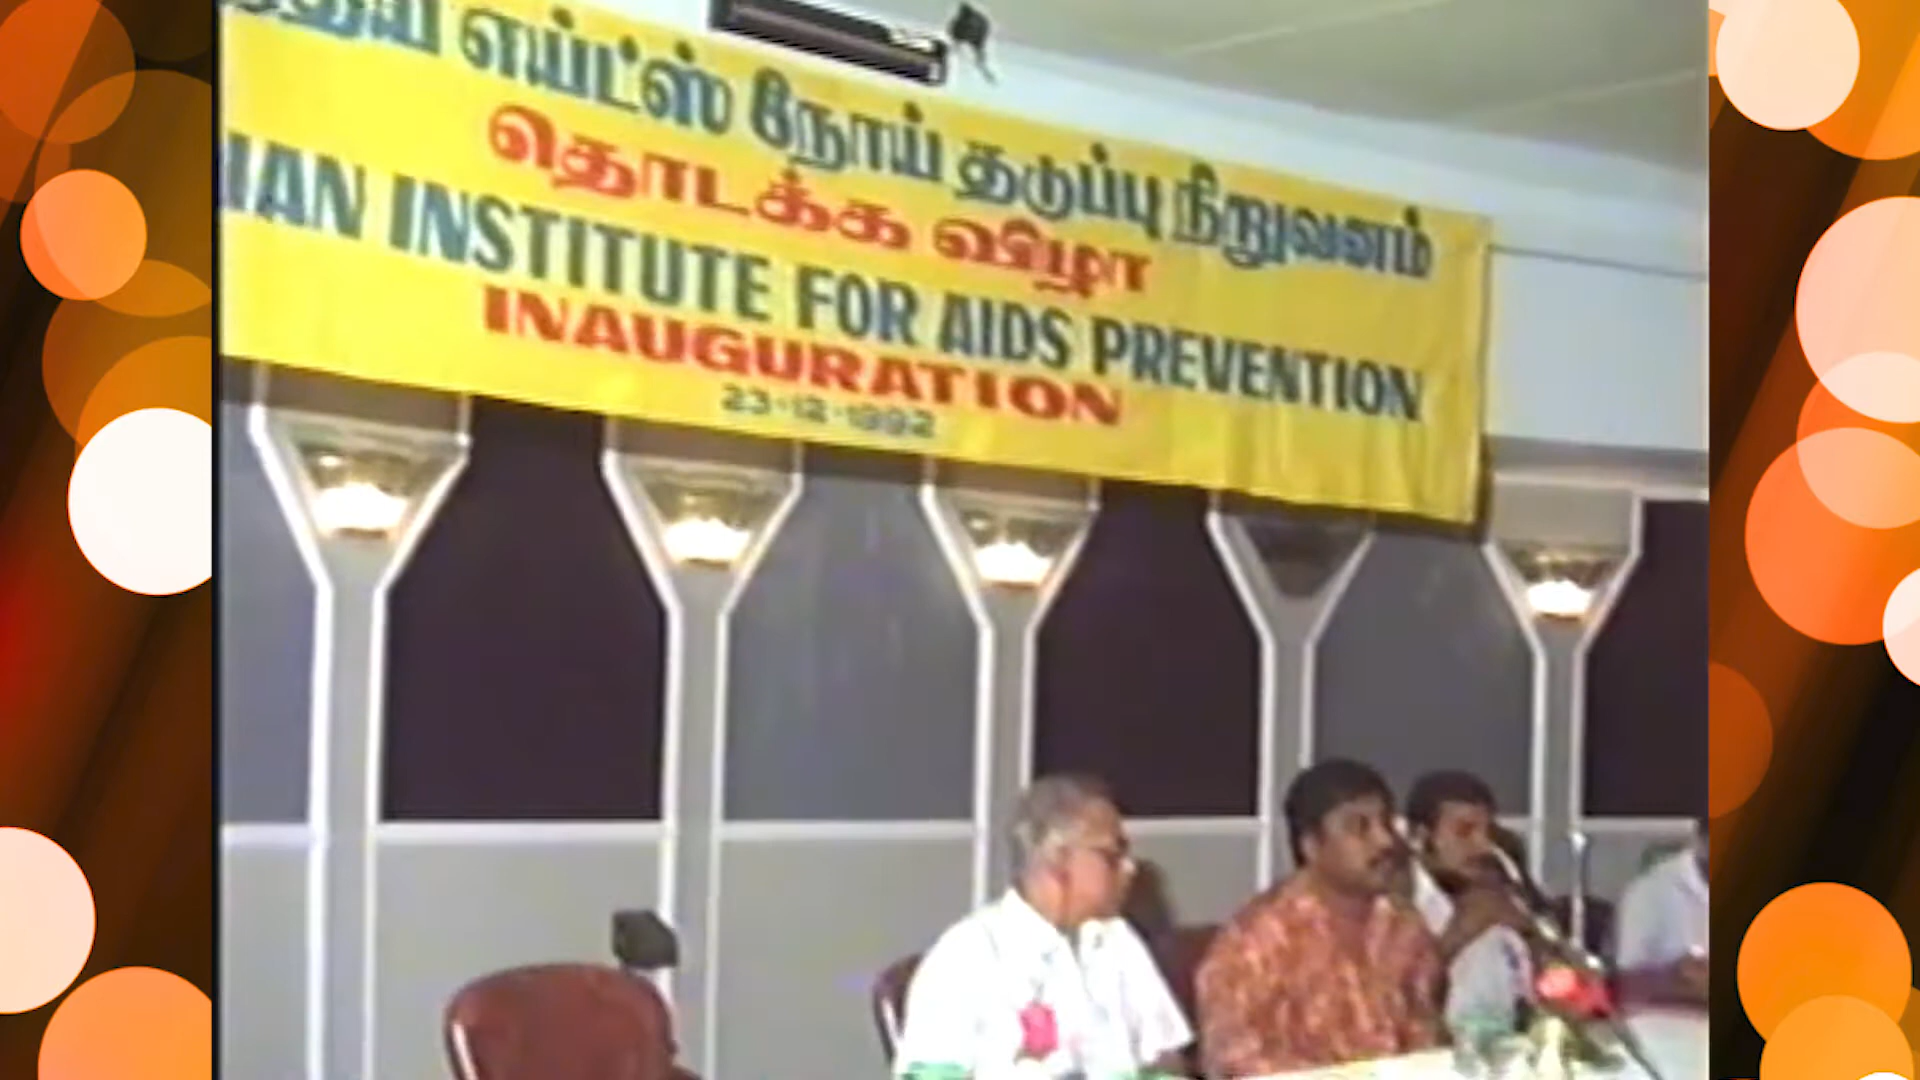 எய்ட்ஸ் நோய் தடுப்பு நிறுவனம்
தொடக்க விழா
INSTITUTE FOR AIDS PREVENTION
INAUGURATION
23-12-1992